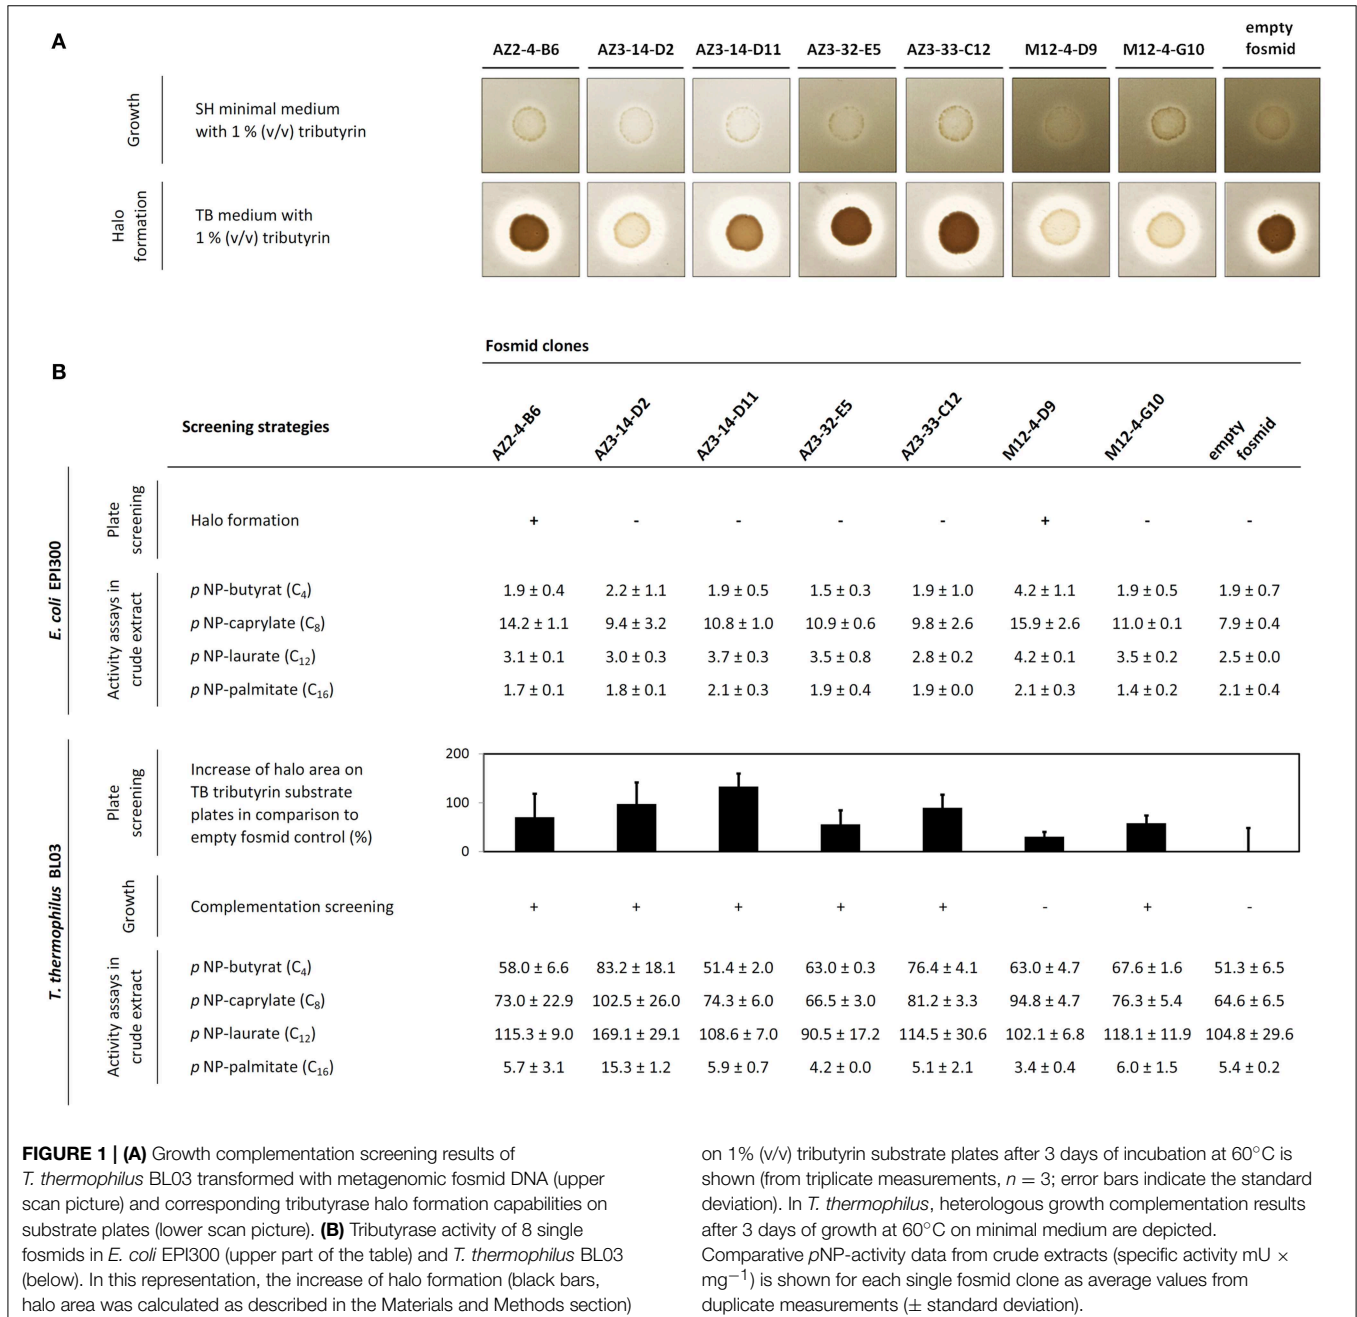 A
AZ2-4-B6 AZ3-14-D2 AZ3-14-D11 AZ3-32-E5 AZ3-33-C12 M12-4-D9 M12-4-G10 empty fosmid
Growth
SH minimal medium
with 1 % (v/v) tributyrin
Halo
formation
TB medium with
1 % (v/v) tributyrin
B
Fosmid clones
Screening strategies
AZ2-4-B6 AZ3-14-D2 AZ3-14-D11 AZ3-32-E5 AZ3-33-C12 M12-4-D9 M12-4-G10 empty fosmid
E. coli EPI300
Plate
screening
Halo formation + - - - - + - -
Activity assays in
crude extract
p NP-butyrat (C4) 1.9 ± 0.4 2.2 ± 1.1 1.9 ± 0.5 1.5 ± 0.3 1.9 ± 1.0 4.2 ± 1.1 1.9 ± 0.5 1.9 ± 0.7
p NP-caprylate (C8) 14.2 ± 1.1 9.4 ± 3.2 10.8 ± 1.0 10.9 ± 0.6 9.8 ± 2.6 15.9 ± 2.6 11.0 ± 0.1 7.9 ± 0.4
p NP-laurate (C12) 3.1 ± 0.1 3.0 ± 0.3 3.7 ± 0.3 3.5 ± 0.8 2.8 ± 0.2 4.2 ± 0.1 3.5 ± 0.2 2.5 ± 0.0
p NP-palmitate (C16) 1.7 ± 0.1 1.8 ± 0.1 2.1 ± 0.3 1.9 ± 0.4 1.9 ± 0.0 2.1 ± 0.3 1.4 ± 0.2 2.1 ± 0.4
T. thermophilus BL03
Plate
screening
Increase of halo area on
TB tributyrin substrate
plates in comparison to
empty fosmid control (%)
200
100
0
Growth
Complementation screening + + + + + - + -
Activity assays in
crude extract
p NP-butyrat (C4) 58.0 ± 6.6 83.2 ± 18.1 51.4 ± 2.0 63.0 ± 0.3 76.4 ± 4.1 63.0 ± 4.7 67.6 ± 1.6 51.3 ± 6.5
p NP-caprylate (C8) 73.0 ± 22.9 102.5 ± 26.0 74.3 ± 6.0 66.5 ± 3.0 81.2 ± 3.3 94.8 ± 4.7 76.3 ± 5.4 64.6 ± 6.5
p NP-laurate (C12) 115.3 ± 9.0 169.1 ± 29.1 108.6 ± 7.0 90.5 ± 17.2 114.5 ± 30.6 102.1 ± 6.8 118.1 ± 11.9 104.8 ± 29.6
p NP-palmitate (C16) 5.7 ± 3.1 15.3 ± 1.2 5.9 ± 0.7 4.2 ± 0.0 5.1 ± 2.1 3.4 ± 0.4 6.0 ± 1.5 5.4 ± 0.2
FIGURE 1 | (A) Growth complementation screening results of
T. thermophilus BL03 transformed with metagenomic fosmid DNA (upper
scan picture) and corresponding tributyrase halo formation capabilities on
substrate plates (lower scan picture). (B) Tributyrase activity of 8 single
fosmids in E. coli EPI300 (upper part of the table) and T. thermophilus BL03
(below). In this representation, the increase of halo formation (black bars,
halo area was calculated as described in the Materials and Methods section)
on 1% (v/v) tributyrin substrate plates after 3 days of incubation at 60°C is
shown (from triplicate measurements, n = 3; error bars indicate the standard
deviation). In T. thermophilus, heterologous growth complementation results
after 3 days of growth at 60°C on minimal medium are depicted.
Comparative pNP-activity data from crude extracts (specific activity mU ×
mg−1) is shown for each single fosmid clone as average values from
duplicate measurements (± standard deviation).